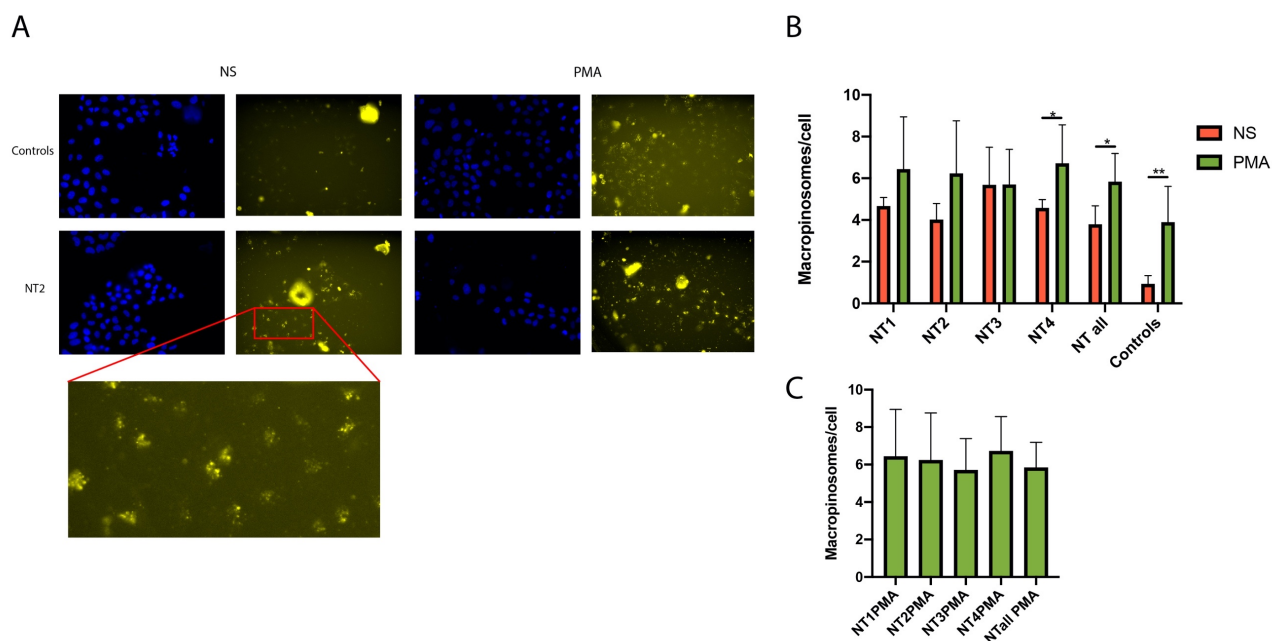 A
NS
PMA
Controls
NT2
B
Macropinosomes/cell
10
8
6
4
2
0
*
*
**
NT1
NT2
NT3
NT4
NT all
Controls
NS
PMA
C
Macropinosomes/cell
10
8
6
4
2
0
NT1PMA
NT2PMA
NT3PMA
NT4PMA
NTall PMA